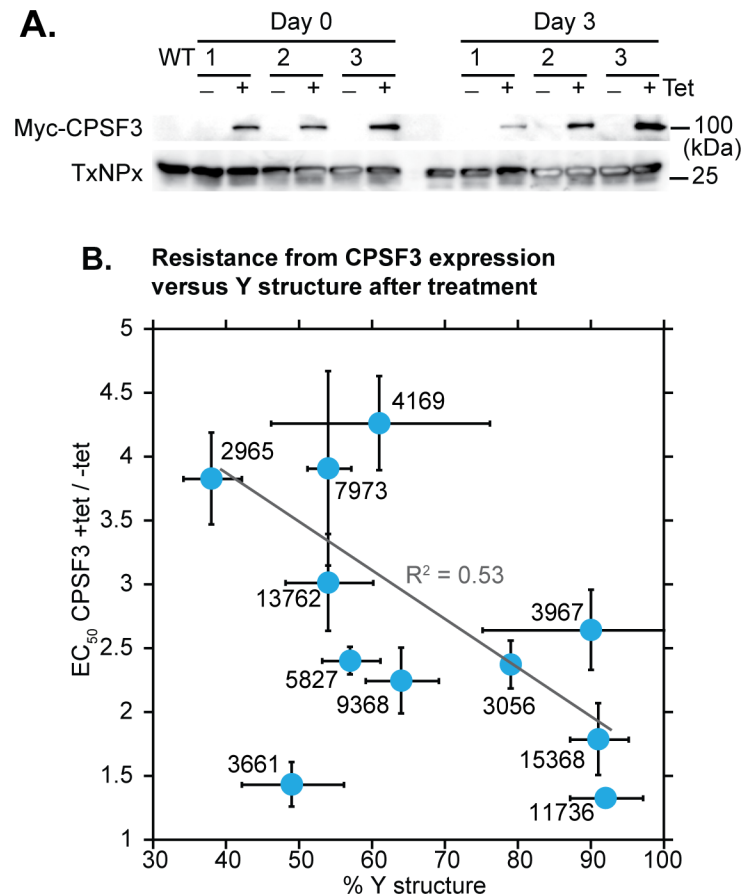 A.
Day 0 Day 3
WT 1 2 3 1 2 3
– + – + – + – + – + – + Tet
Myc-CPSF3 100
(kDa)
TxNPx 25
B. Resistance from CPSF3 expression
versus Y structure after treatment
EC50 CPSF3 +tet / -tet
5
4.5
4
3.5
3
2.5
2
1.5
1
4169
2965
7973
R² = 0.53
13762
3967
5827
9368
3056
3661
15368
11736
30 40 50 60 70 80 90 100
% Y structure